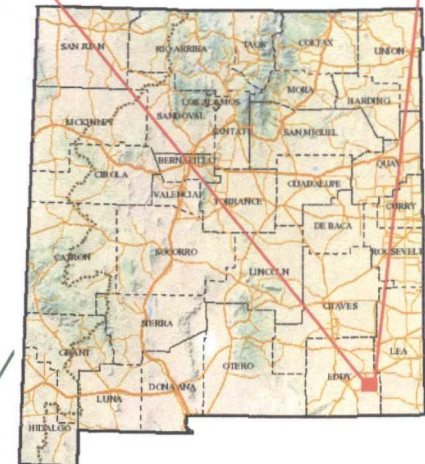 SAN JUAN
RIO ARRIBA
TAOS
COLFAX
UNION
MORA
HARDING
LOS ALAMOS
SANDOVAL
SANTA FE
SAN MIGUEL
MCKINLEY
BERNALILLO
QUAY
CIBOLA
VALENCIA
TORRANCE
GUADALUPE
CURRY
DE BACA
ROOSEVELT
CATRON
SOCORRO
LINCOLN
CHAVES
SIERRA
GRANT
OTERO
LEA
EDDY
DONA ANA
LUNA
HIDALGO